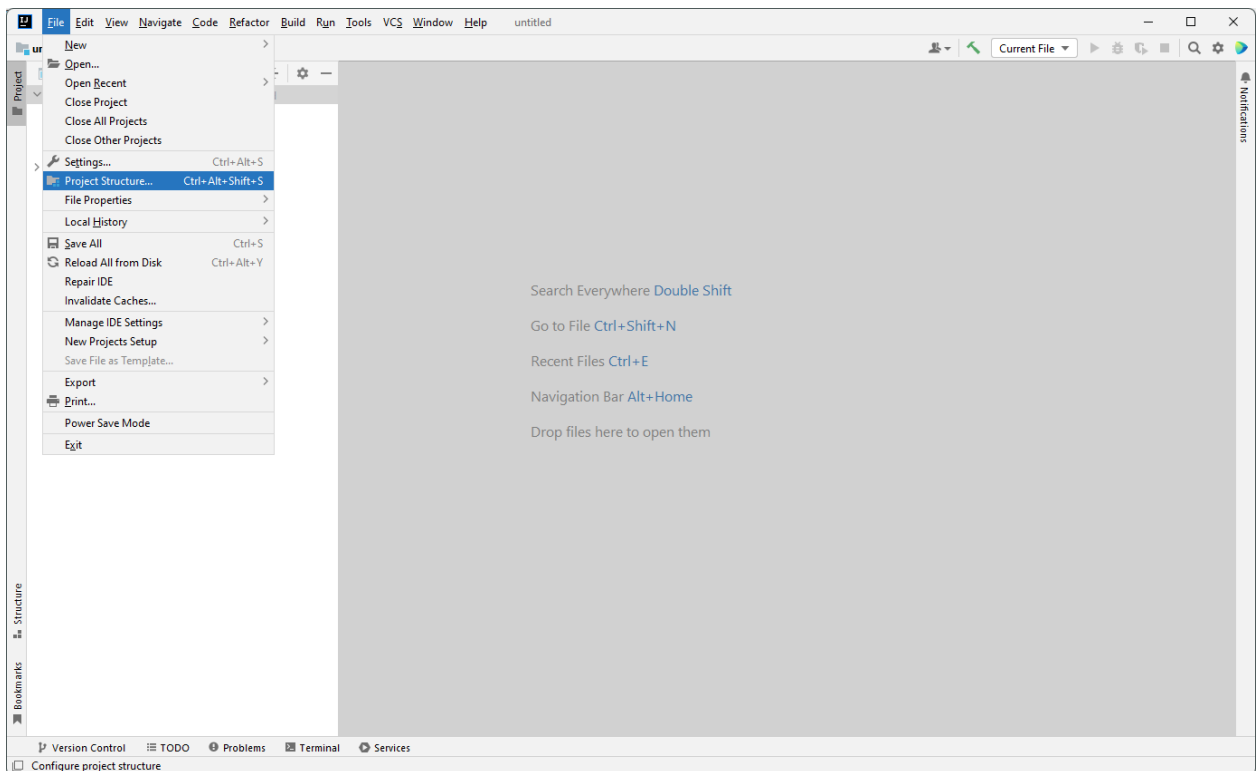 IJ File Edit View Navigate Code Refactor Build Run Tools VCS Window Help untitled
Current File
New
Open...
Open Recent
Close Project
Close All Projects
Close Other Projects
Settings... Ctrl+Alt+S
Project Structure... Ctrl+Alt+Shift+S
File Properties
Local History
Save All Ctrl+S
Reload All from Disk Ctrl+Alt+Y
Repair IDE
Invalidate Caches...
Manage IDE Settings
New Projects Setup
Save File as Template...
Export
Print...
Power Save Mode
Exit
Project
Structure
Bookmarks
Search Everywhere Double Shift
Go to File Ctrl+Shift+N
Recent Files Ctrl+E
Navigation Bar Alt+Home
Drop files here to open them
Notifications
Version Control TODO Problems Terminal Services
Configure project structure